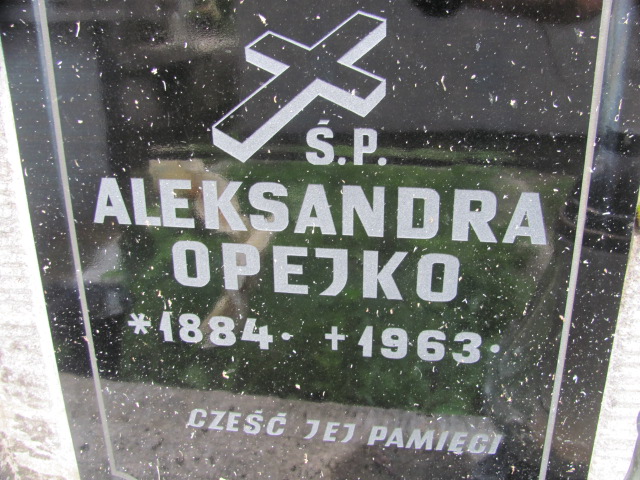 Ś.P.
ALEKSANDRA
OPEJKO
*1884· +1963·
CZEŚĆ JEJ PAMIĘCI